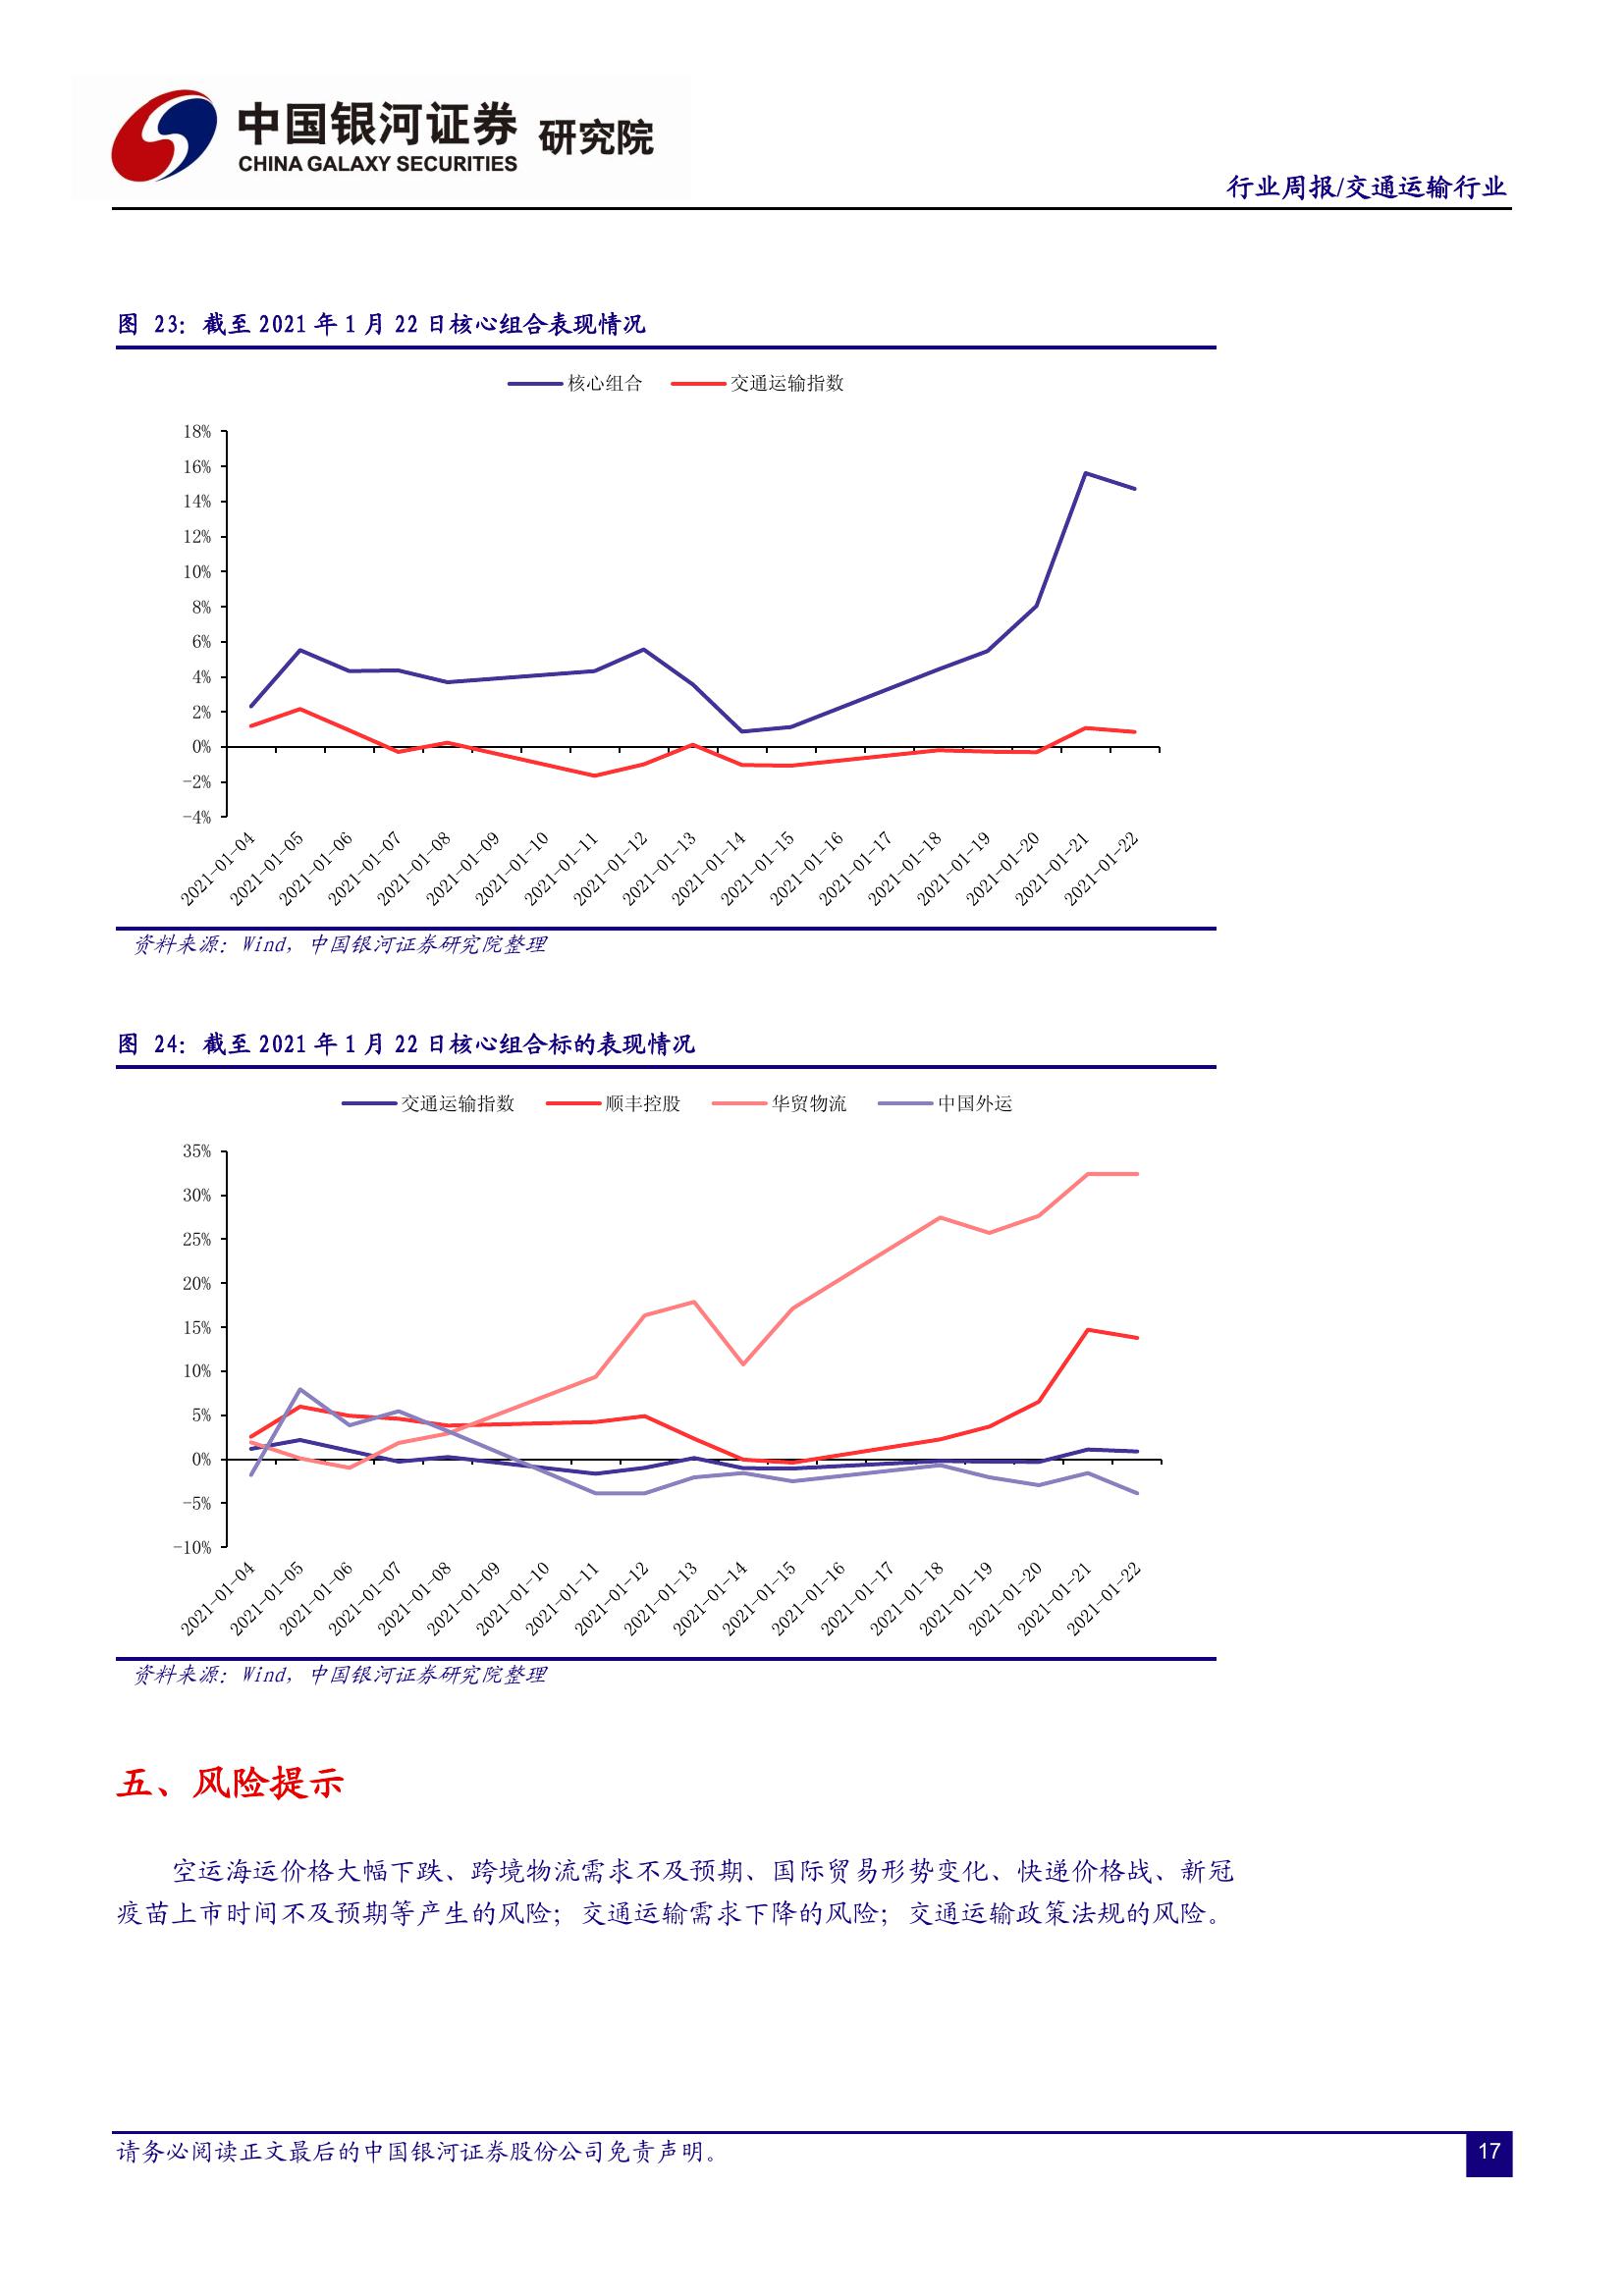 中国银河证券 研究院
CHINA GALAXY SECURITIES
行业周报/交通运输行业
图 23: 截至 2021 年 1 月 22 日核心组合表现情况
核心组合 交通运输指数
18%
16%
14%
12%
10%
8%
6%
4%
2%
0%
-2%
-4%
2021-01-04 2021-01-05 2021-01-06 2021-01-07 2021-01-08 2021-01-09 2021-01-10 2021-01-11 2021-01-12 2021-01-13 2021-01-14 2021-01-15 2021-01-16 2021-01-17 2021-01-18 2021-01-19 2021-01-20 2021-01-21 2021-01-22
资料来源: Wind, 中国银河证券研究院整理
图 24: 截至 2021 年 1 月 22 日核心组合标的表现情况
交通运输指数 顺丰控股 华贸物流 中国外运
35%
30%
25%
20%
15%
10%
5%
0%
-5%
-10%
2021-01-04 2021-01-05 2021-01-06 2021-01-07 2021-01-08 2021-01-09 2021-01-10 2021-01-11 2021-01-12 2021-01-13 2021-01-14 2021-01-15 2021-01-16 2021-01-17 2021-01-18 2021-01-19 2021-01-20 2021-01-21 2021-01-22
资料来源: Wind, 中国银河证券研究院整理
五、风险提示
空运海运价格大幅下跌、跨境物流需求不及预期、国际贸易形势变化、快递价格战、新冠
疫苗上市时间不及预期等产生的风险；交通运输需求下降的风险；交通运输政策法规的风险。
请务必阅读正文最后的中国银河证券股份公司免责声明。
17